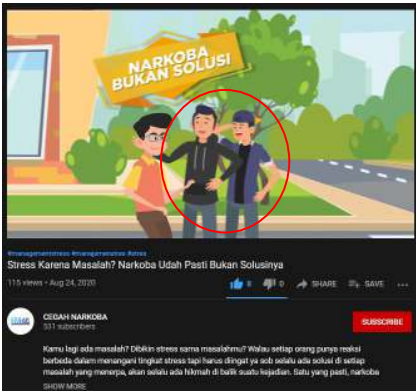 NARKOBA
BUKAN SOLUSI
#managemenstress #manajemenstres #stres
Stress Karena Masalah? Narkoba Udah Pasti Bukan Solusinya
115 views • Aug 24, 2020
8
0
SHARE
SAVE
CEGAH NARKOBA
531 subscribers
SUBSCRIBE
Kamu lagi ada masalah? Dibikin stress sama masalahmu? Walau setiap orang punya reaksi
berbeda dalam menangani tingkat stress tapi harus diingat ya sob selalu ada solusi di setiap
masalah yang menerpa, akan selalu ada hikmah di balik suatu kejadian. Satu yang pasti, narkoba
SHOW MORE